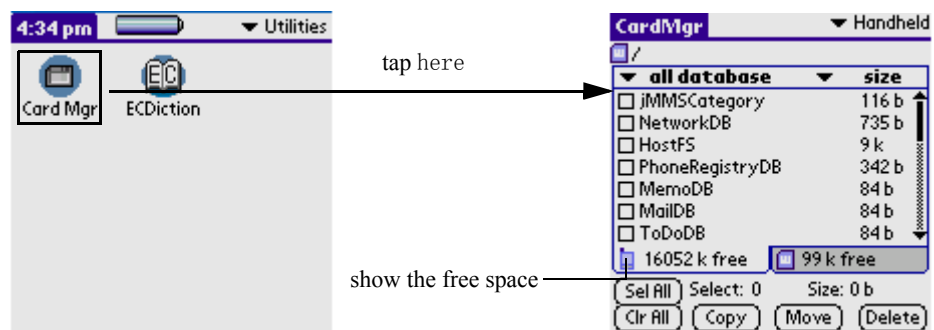 4:34 pm Utilities
Card Mgr ECDiction
tap here
show the free space
CardMgr Handheld
/
all database size
jMMSCategory 116 b
NetworkDB 735 b
HostFS 9 k
PhoneRegistryDB 342 b
MemoDB 84 b
MailDB 84 b
ToDoDB 84 b
16052 k free 99 k free
Sel All Select: 0 Size: 0 b
Clr All Copy Move Delete